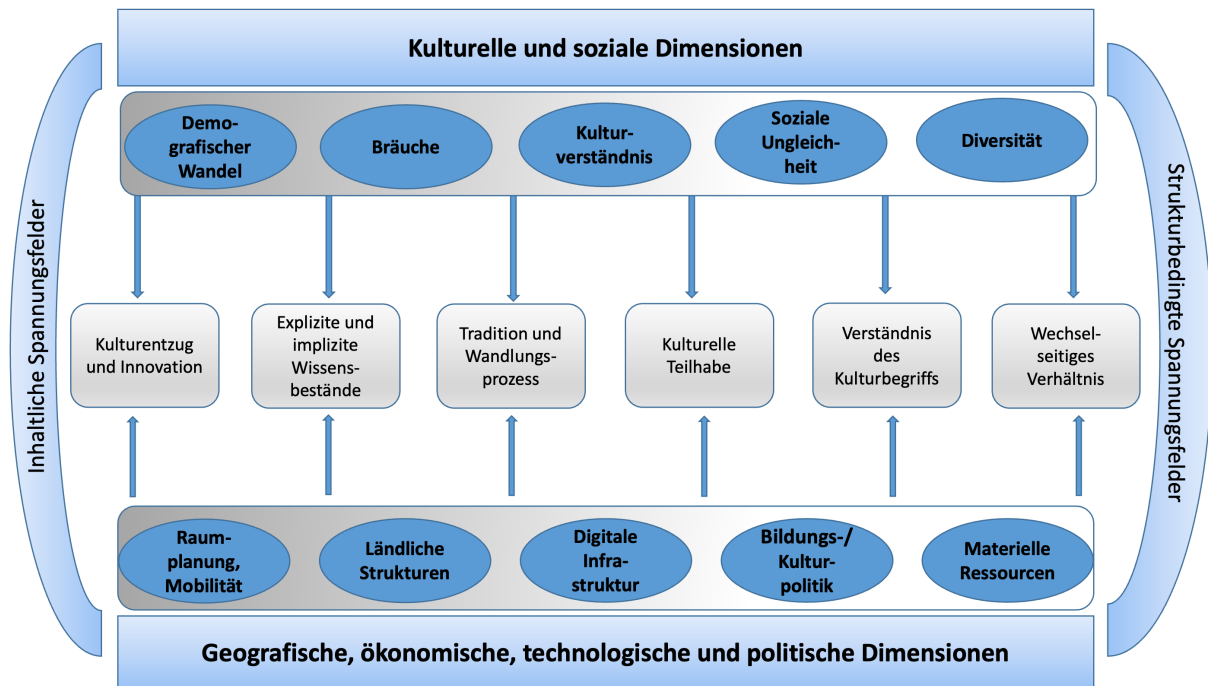 Kulturelle und soziale Dimensionen
Demo-
grafischer
Wandel
Bräuche
Kultur-
verständnis
Soziale
Ungleich-
heit
Diversität
Inhaltliche Spannungsfelder
Strukturbedingte Spannungsfelder
Kulturentzug
und Innovation
Explizite und
implizite
Wissens-
bestände
Tradition und
Wandlungs-
prozess
Kulturelle
Teilhabe
Verständnis
des
Kulturbegriffs
Wechsel-
seitiges
Verhältnis
Raum-
planung,
Mobilität
Ländliche
Strukturen
Digitale
Infra-
struktur
Bildungs-/
Kultur-
politik
Materielle
Ressourcen
Geografische, ökonomische, technologische und politische Dimensionen